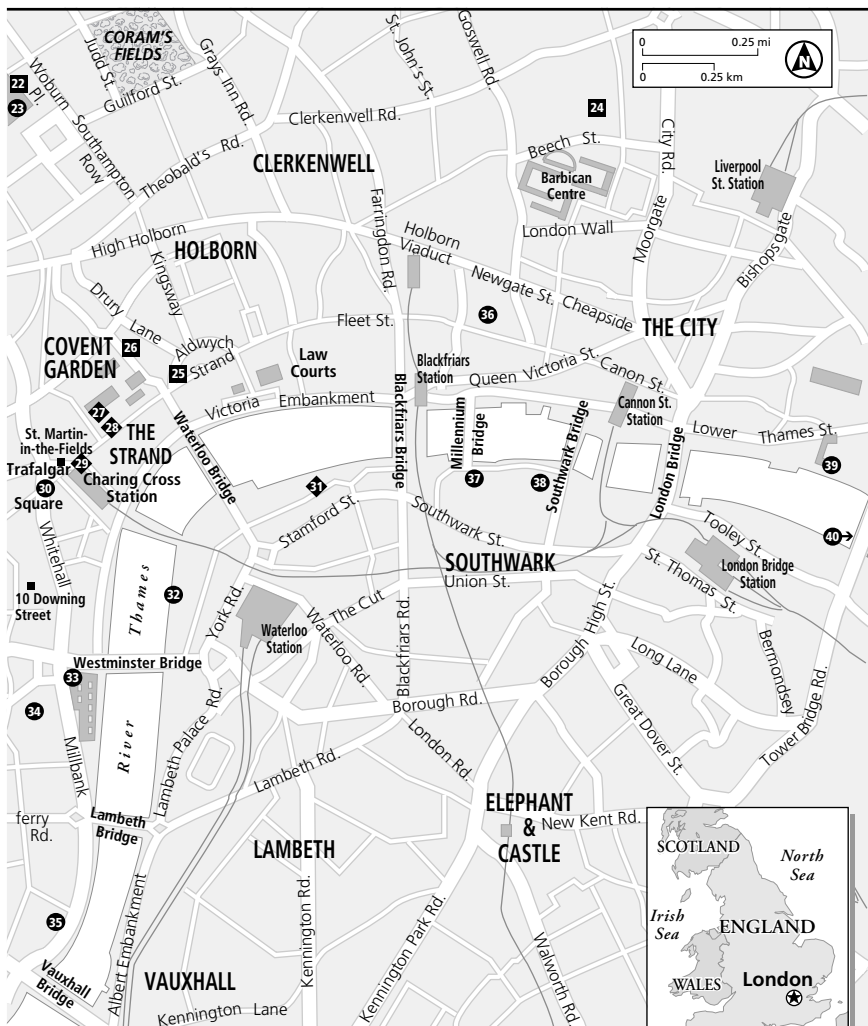 CORAM'S
FIELDS
Judd St.
Grays Inn Rd.
St. John's St.
Goswell Rd.
0 0.25 mi
0 0.25 km
N
22
Woburn Pl.
23
Guilford St.
Southampton
Row
Theobald's Rd.
Clerkenwell Rd.
24
Beech St.
City Rd.
CLERKENWELL
Barbican
Centre
Liverpool
St. Station
Farringdon Rd.
London Wall
Moorgate
Bishopsgate
High Holborn
HOLBORN
Kingsway
Holborn
Viaduct
Newgate St.
Cheapside
Drury Lane
Fleet St.
36
THE CITY
COVENT
GARDEN
26
Aldwych
25
Strand
Law
Courts
Blackfriars
Station
Queen Victoria St.
Canon St.
Cannon St.
Station
Victoria Embankment
27
28
THE
STRAND
Waterloo Bridge
Blackfriars Bridge
Millennium
Bridge
Southwark Bridge
London Bridge
Lower Thames St.
St. Martin-
in-the-Fields
29
Trafalgar
Charing Cross
Station
30
Square
31
37
38
39
Stamford St.
Southwark St.
Tooley St.
40
Whitehall
SOUTHWARK
London Bridge
Station
St. Thomas St.
Union St.
10 Downing
Street
Thames
32
York Rd.
The Cut
Waterloo
Station
Waterloo Rd.
Blackfriars Rd.
Borough High St.
Long Lane
Bermondsey
Westminster Bridge
33
34
Borough Rd.
Great Dover St.
Tower Bridge Rd.
Millbank
River
Lambeth Palace Rd.
Lambeth Rd.
London Rd.
ferry
Rd.
Lambeth
Bridge
LAMBETH
ELEPHANT
&
CASTLE
New Kent Rd.
35
Albert Embankment
Kennington Rd.
Kennington Park Rd.
Walworth Rd.
Vauxhall
Bridge
VAUXHALL
Kennington Lane
SCOTLAND
North
Sea
Irish
Sea
ENGLAND
WALES
London